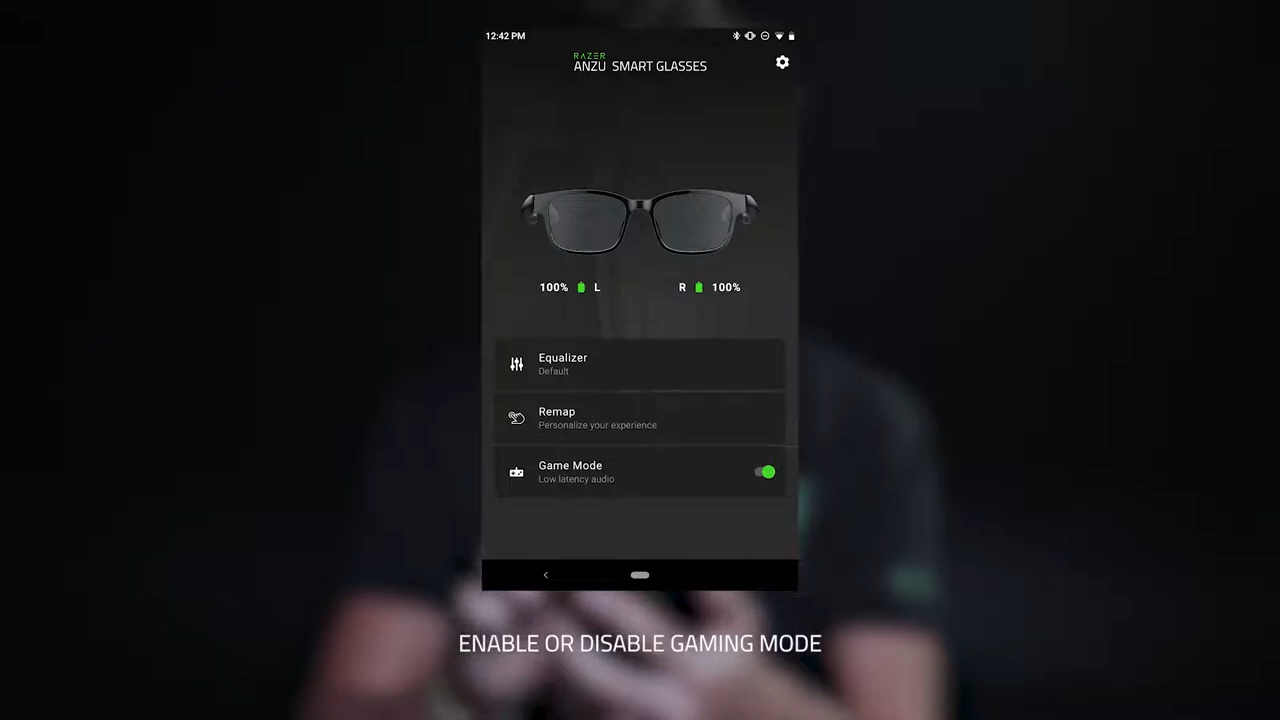 12:42 PM
RAZER
ANZU SMART GLASSES
100% L R 100%
Equalizer
Default
Remap
Personalize your experience
Game Mode
Low latency audio
ENABLE OR DISABLE GAMING MODE